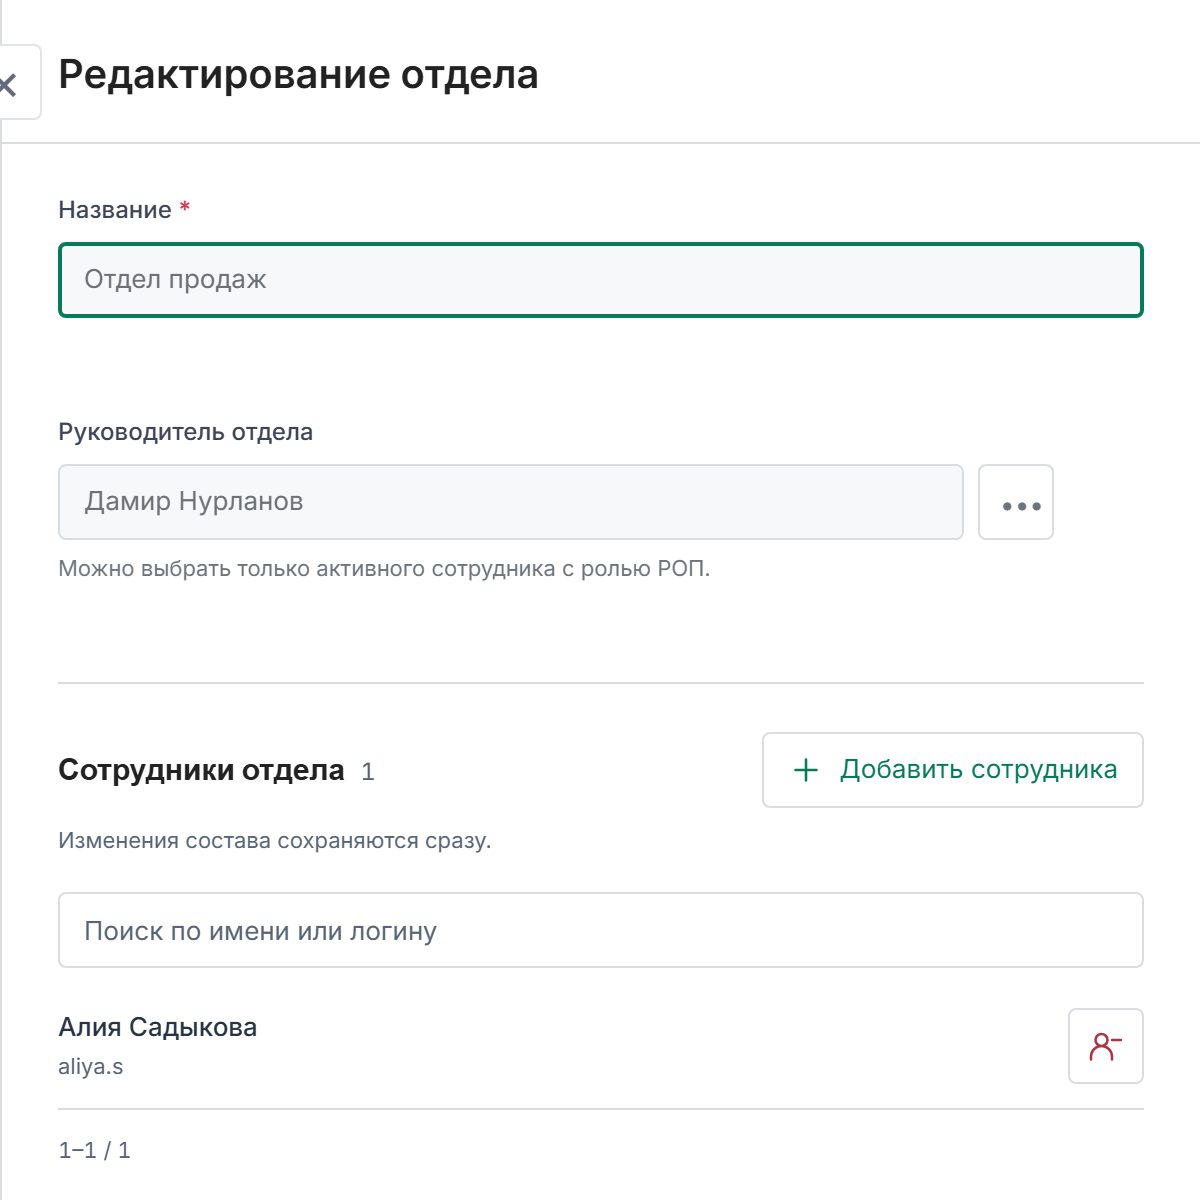 Редактирование отдела
Название *
Отдел продаж
Руководитель отдела
Дамир Нурланов
Можно выбрать только активного сотрудника с ролью РОП.
Сотрудники отдела 1
Добавить сотрудника
Изменения состава сохраняются сразу.
Поиск по имени или логину
Алия Садыкова
aliya.s
1–1 / 1